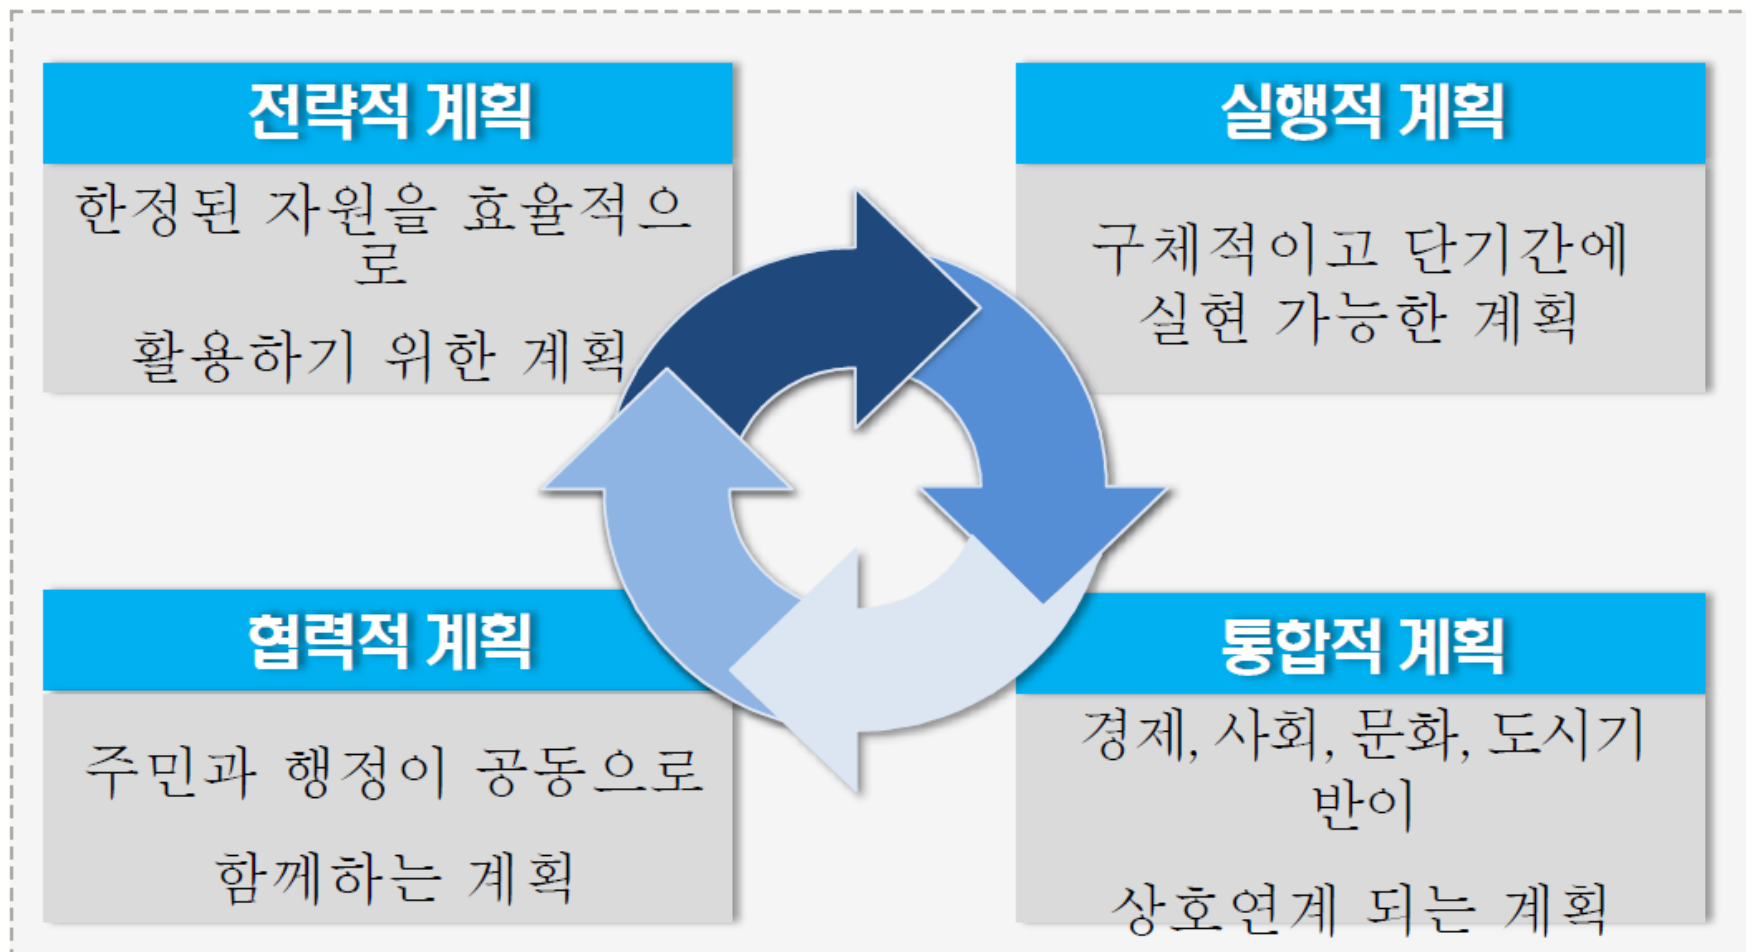 전략적 계획
한정된 자원을 효율적으
로
활용하기 위한 계획
실행적 계획
구체적이고 단기간에
실현 가능한 계획
협력적 계획
주민과 행정이 공동으로
함께하는 계획
통합적 계획
경제, 사회, 문화, 도시기
반이
상호연계 되는 계획